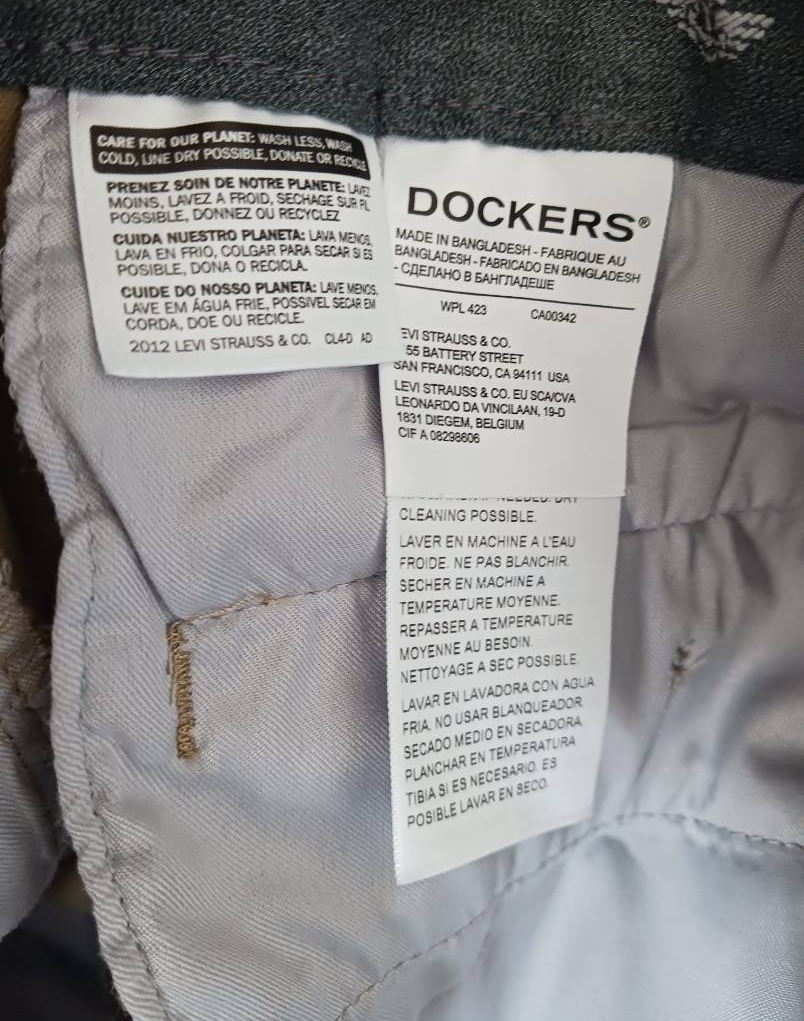 CARE FOR OUR PLANET: WASH LESS, WASH
COLD, LINE DRY POSSIBLE, DONATE OR RECYCLE
PRENEZ SOIN DE NOTRE PLANETE: LAVEZ
MOINS, LAVEZ A FROID, SECHAGE SUR FIL
POSSIBLE, DONNEZ OU RECYCLEZ
CUIDA NUESTRO PLANETA: LAVA MENOS,
LAVA EN FRIO, COLGAR PARA SECAR SI ES
POSIBLE, DONA O RECICLA.
CUIDE DO NOSSO PLANETA: LAVE MENOS,
LAVE EM ÁGUA FRIE, POSSIVEL SECAR EM
CORDA, DOE OU RECICLE.
2012 LEVI STRAUSS & CO. CL4-D AD
DOCKERS®
MADE IN BANGLADESH - FABRIQUE AU
BANGLADESH - FABRICADO EN BANGLADESH
- СДЕЛАНО В БАНГЛАДЕШЕ
WPL 423 CA00342
EVI STRAUSS & CO.
55 BATTERY STREET
SAN FRANCISCO, CA 94111 USA
LEVI STRAUSS & CO. EU SCA/CVA
LEONARDO DA VINCILAAN, 19-D
1831 DIEGEM, BELGIUM
CIF A 08298606
NEEDED. DRY
CLEANING POSSIBLE.
LAVER EN MACHINE A L'EAU
FROIDE. NE PAS BLANCHIR.
SECHER EN MACHINE A
TEMPERATURE MOYENNE.
REPASSER A TEMPERATURE
MOYENNE AU BESOIN.
NETTOYAGE A SEC POSSIBLE.
LAVAR EN LAVADORA CON AGUA
FRIA. NO USAR BLANQUEADOR.
SECADO MEDIO EN SECADORA.
PLANCHAR EN TEMPERATURA
TIBIA SI ES NECESARIO. ES
POSIBLE LAVAR EN SECO.